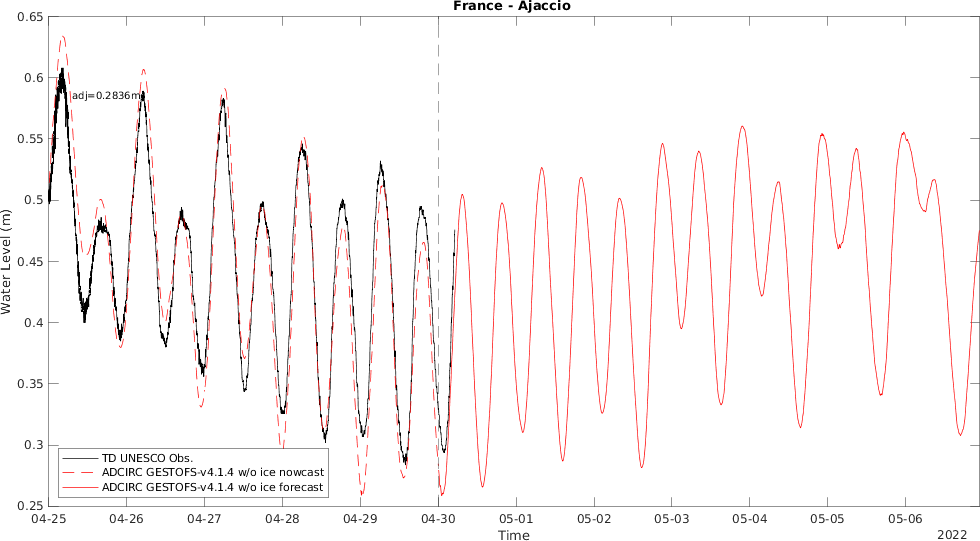 France - Ajaccio
0.65
0.6
0.55
0.5
0.45
0.4
0.35
0.3
0.25
Water Level (m)
adj=0.2836m
TD UNESCO Obs.
ADCIRC GESTOFS-v4.1.4 w/o ice nowcast
ADCIRC GESTOFS-v4.1.4 w/o ice forecast
04-25 04-26 04-27 04-28 04-29 04-30 05-01 05-02 05-03 05-04 05-05 05-06
Time
2022